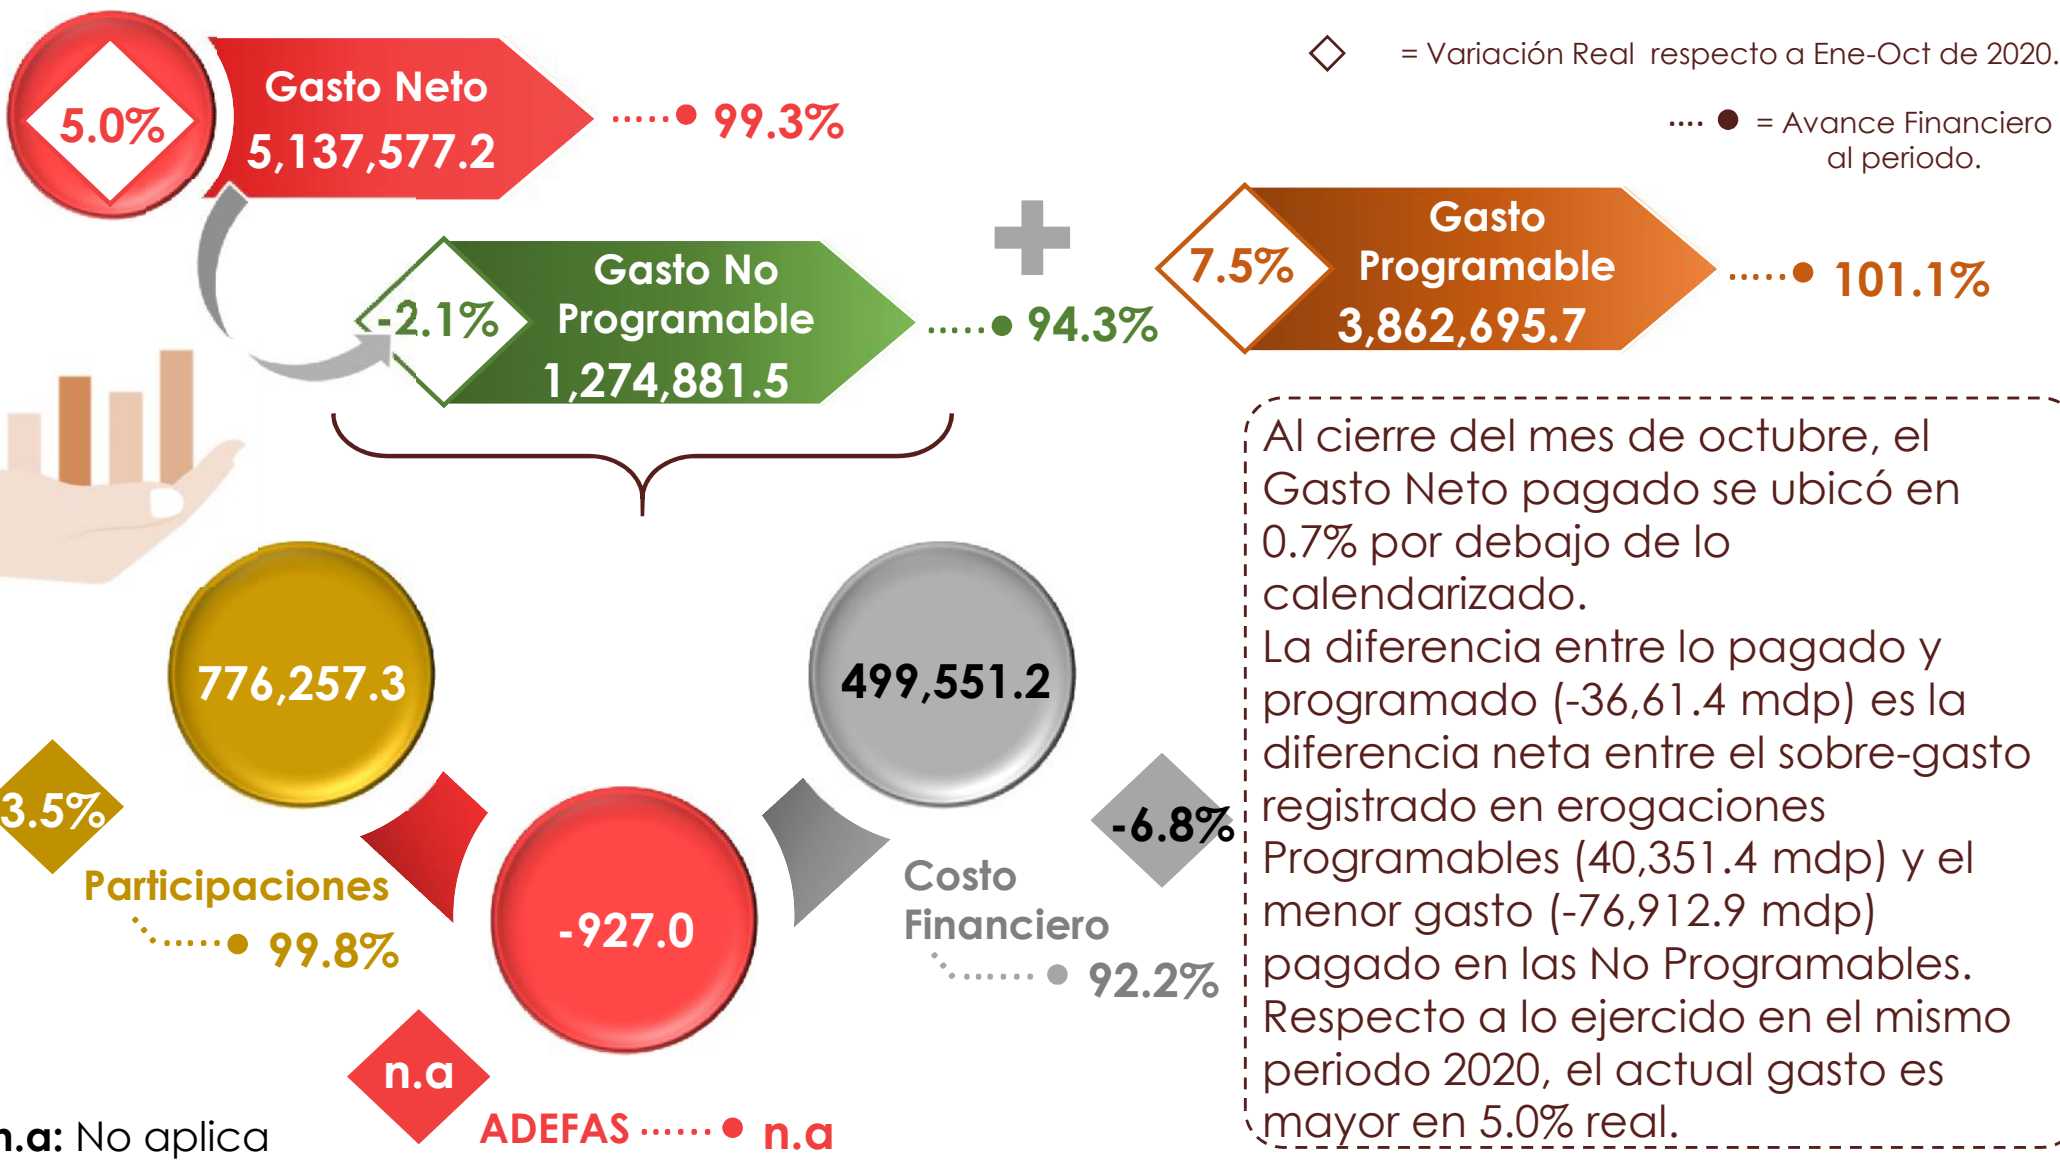 5.0%
Gasto Neto
5,137,577.2
99.3%
= Variación Real respecto a Ene-Oct de 2020.
= Avance Financiero
al periodo.
-2.1%
Gasto No
Programable
1,274,881.5
94.3%
7.5%
Gasto
Programable
3,862,695.7
101.1%
776,257.3
3.5%
Participaciones
99.8%
-927.0
n.a
ADEFAS
n.a
499,551.2
-6.8%
Costo
Financiero
92.2%
Al cierre del mes de octubre, el
Gasto Neto pagado se ubicó en
0.7% por debajo de lo
calendarizado.
La diferencia entre lo pagado y
programado (-36,61.4 mdp) es la
diferencia neta entre el sobre-gasto
registrado en erogaciones
Programables (40,351.4 mdp) y el
menor gasto (-76,912.9 mdp)
pagado en las No Programables.
Respecto a lo ejercido en el mismo
periodo 2020, el actual gasto es
mayor en 5.0% real.
n.a: No aplica